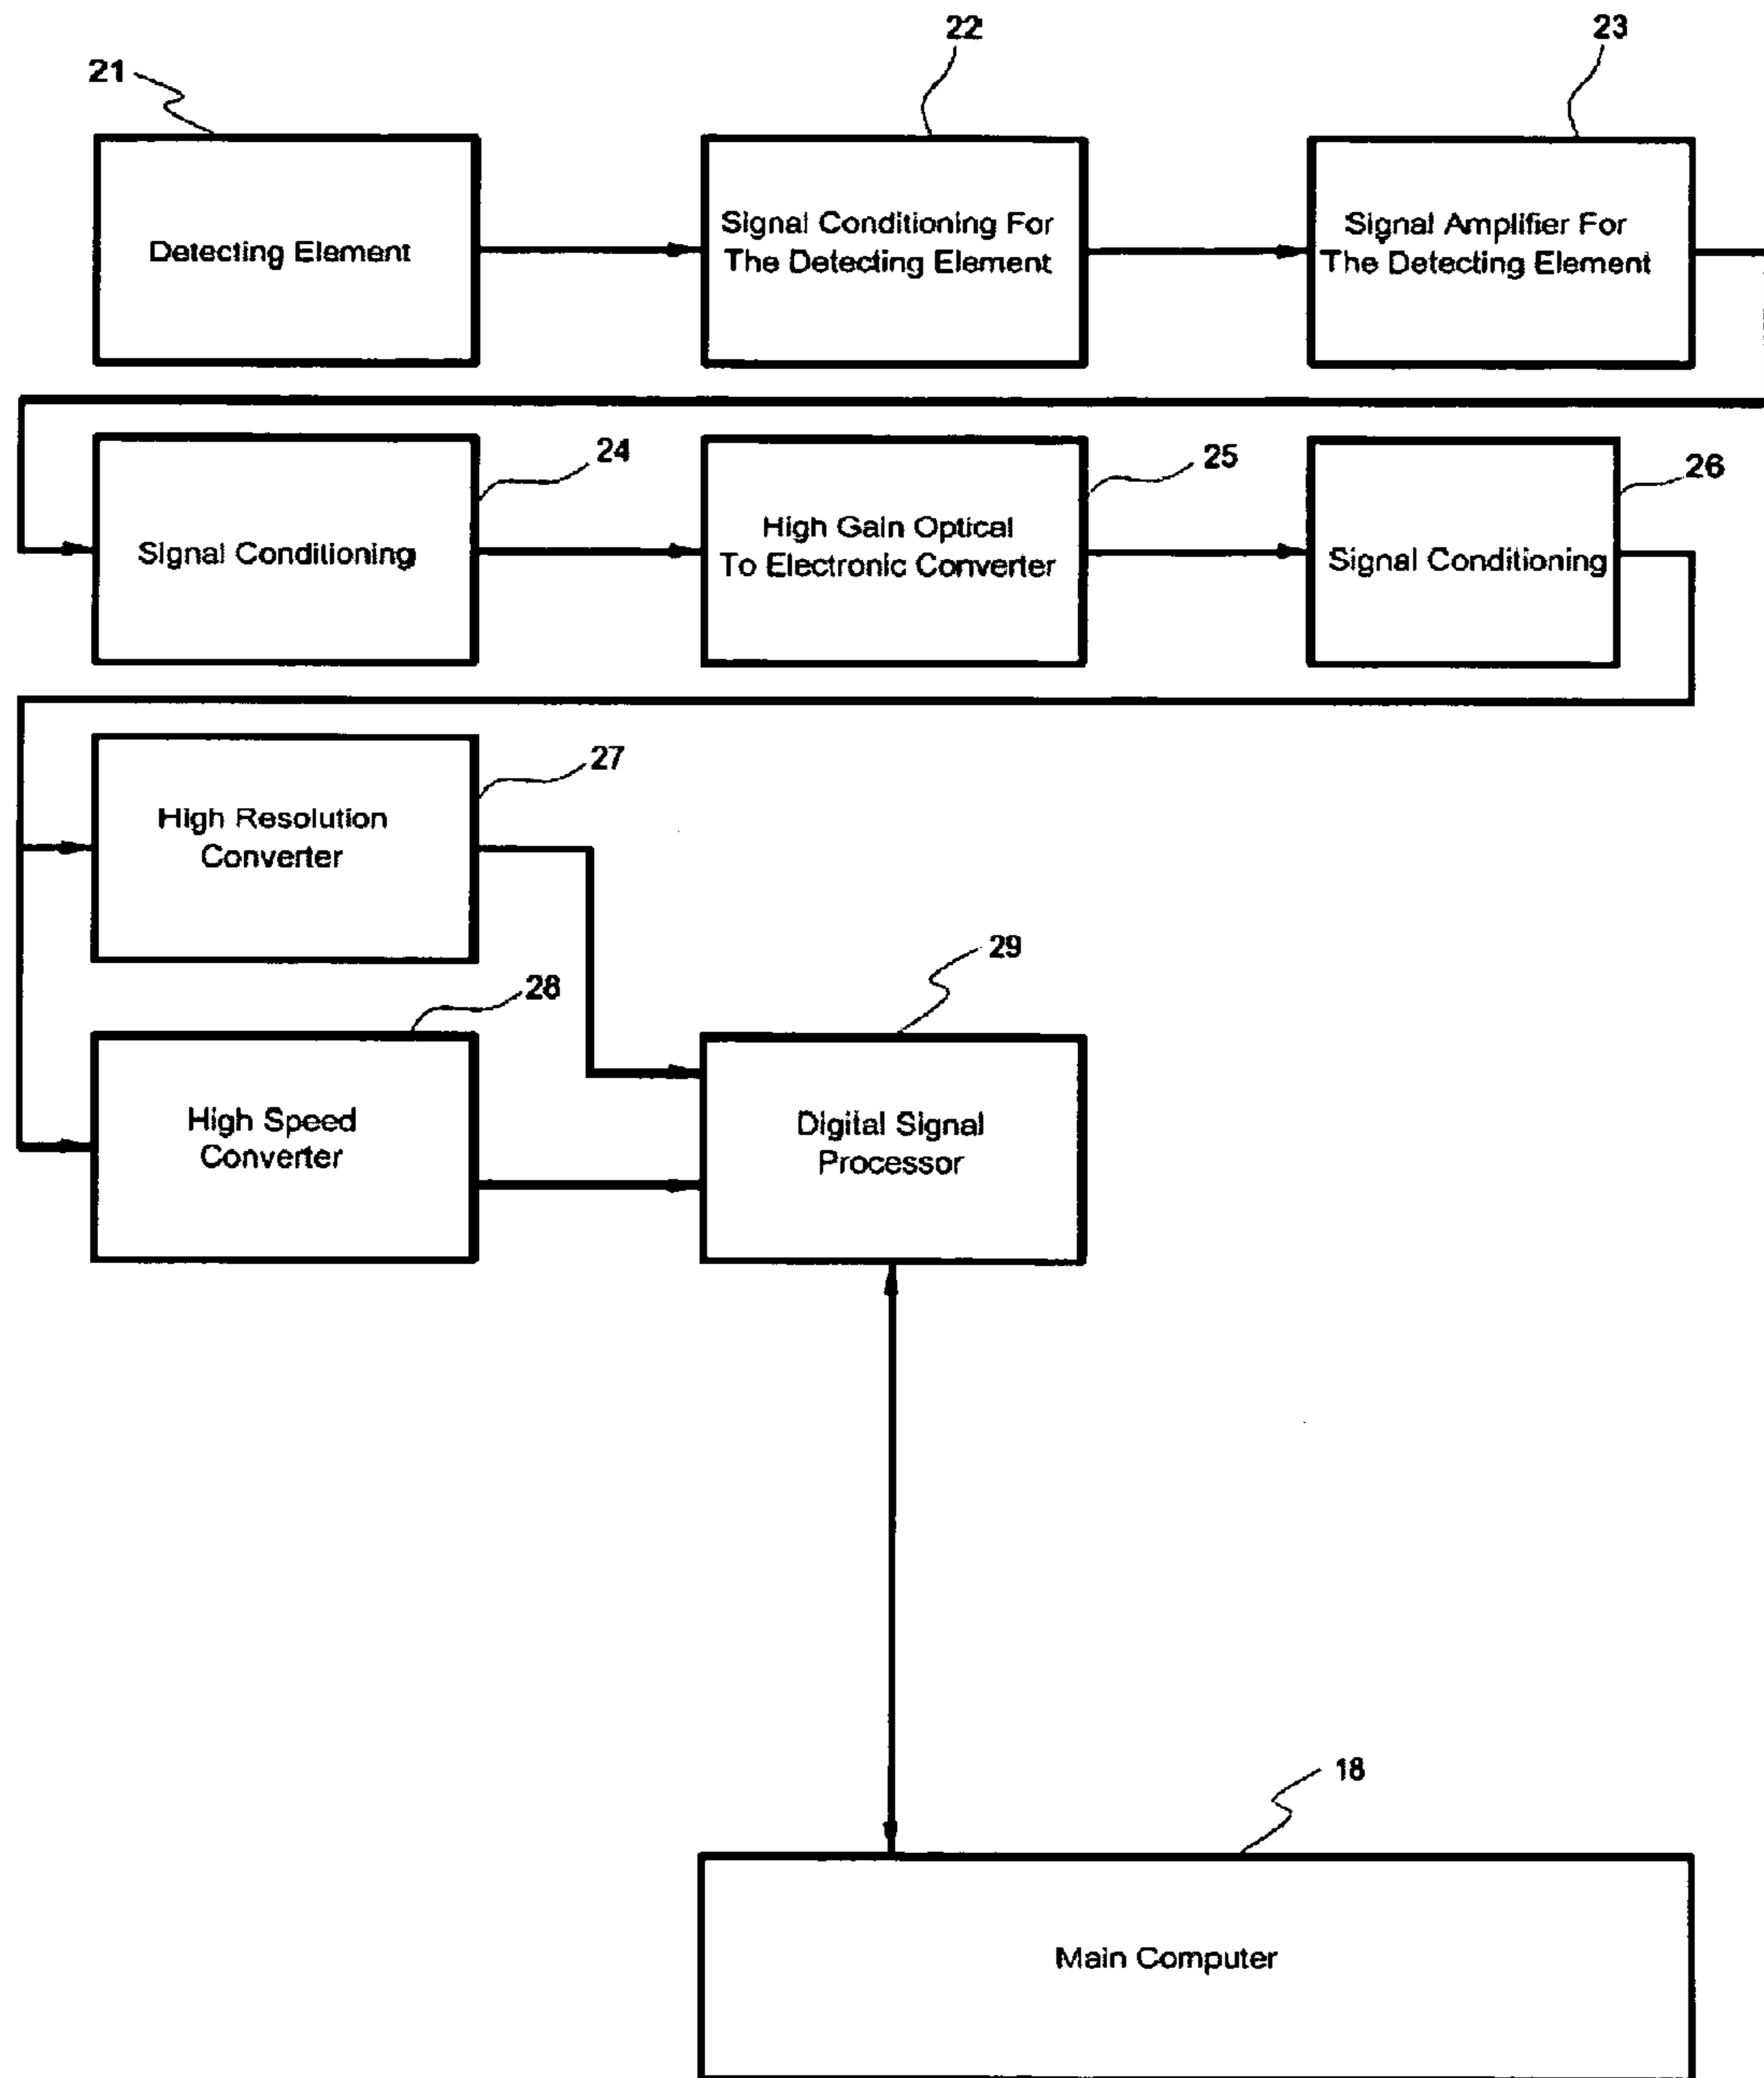 21
22
23
Detecting Element
Signal Conditioning For
The Detecting Element
Signal Amplifier For
The Detecting Element
24
25
26
Signal Conditioning
High Gain Optical
To Electronic Converter
Signal Conditioning
27
High Resolution
Converter
28
29
High Speed
Converter
Digital Signal
Processor
18
Main Computer